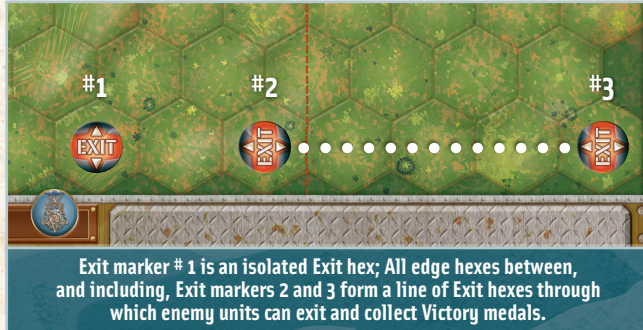 #1
#2
#3
EXIT
EXIT
EXIT
Exit marker # 1 is an isolated Exit hex; All edge hexes between,
and including, Exit markers 2 and 3 form a line of Exit hexes through
which enemy units can exit and collect Victory medals.